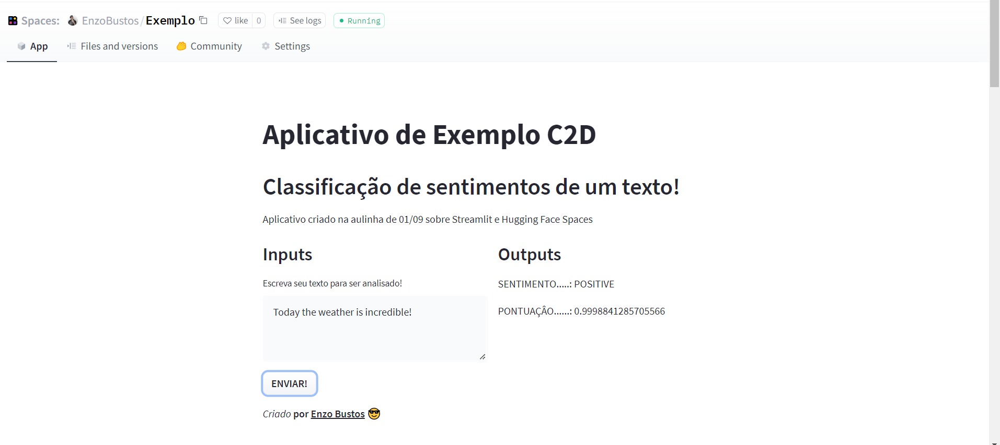 Spaces: EnzoBustos/Exemplo like 0 See logs Running
App Files and versions Community Settings
Aplicativo de Exemplo C2D
Classificação de sentimentos de um texto!
Aplicativo criado na aulinha de 01/09 sobre Streamlit e Hugging Face Spaces
Inputs
Escreva seu texto para ser analisado!
Today the weather is incredible!
ENVIAR!
Outputs
SENTIMENTO.....: POSITIVE
PONTUAÇÂO......: 0.9998841285705566
Criado por Enzo Bustos